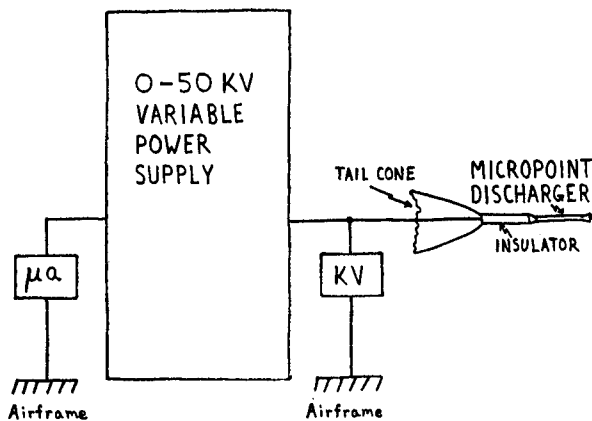 0-50 KV
VARIABLE
POWER
SUPPLY
TAIL CONE
MICROPOINT
DISCHARGER
INSULATOR
μa
KV
Airframe
Airframe